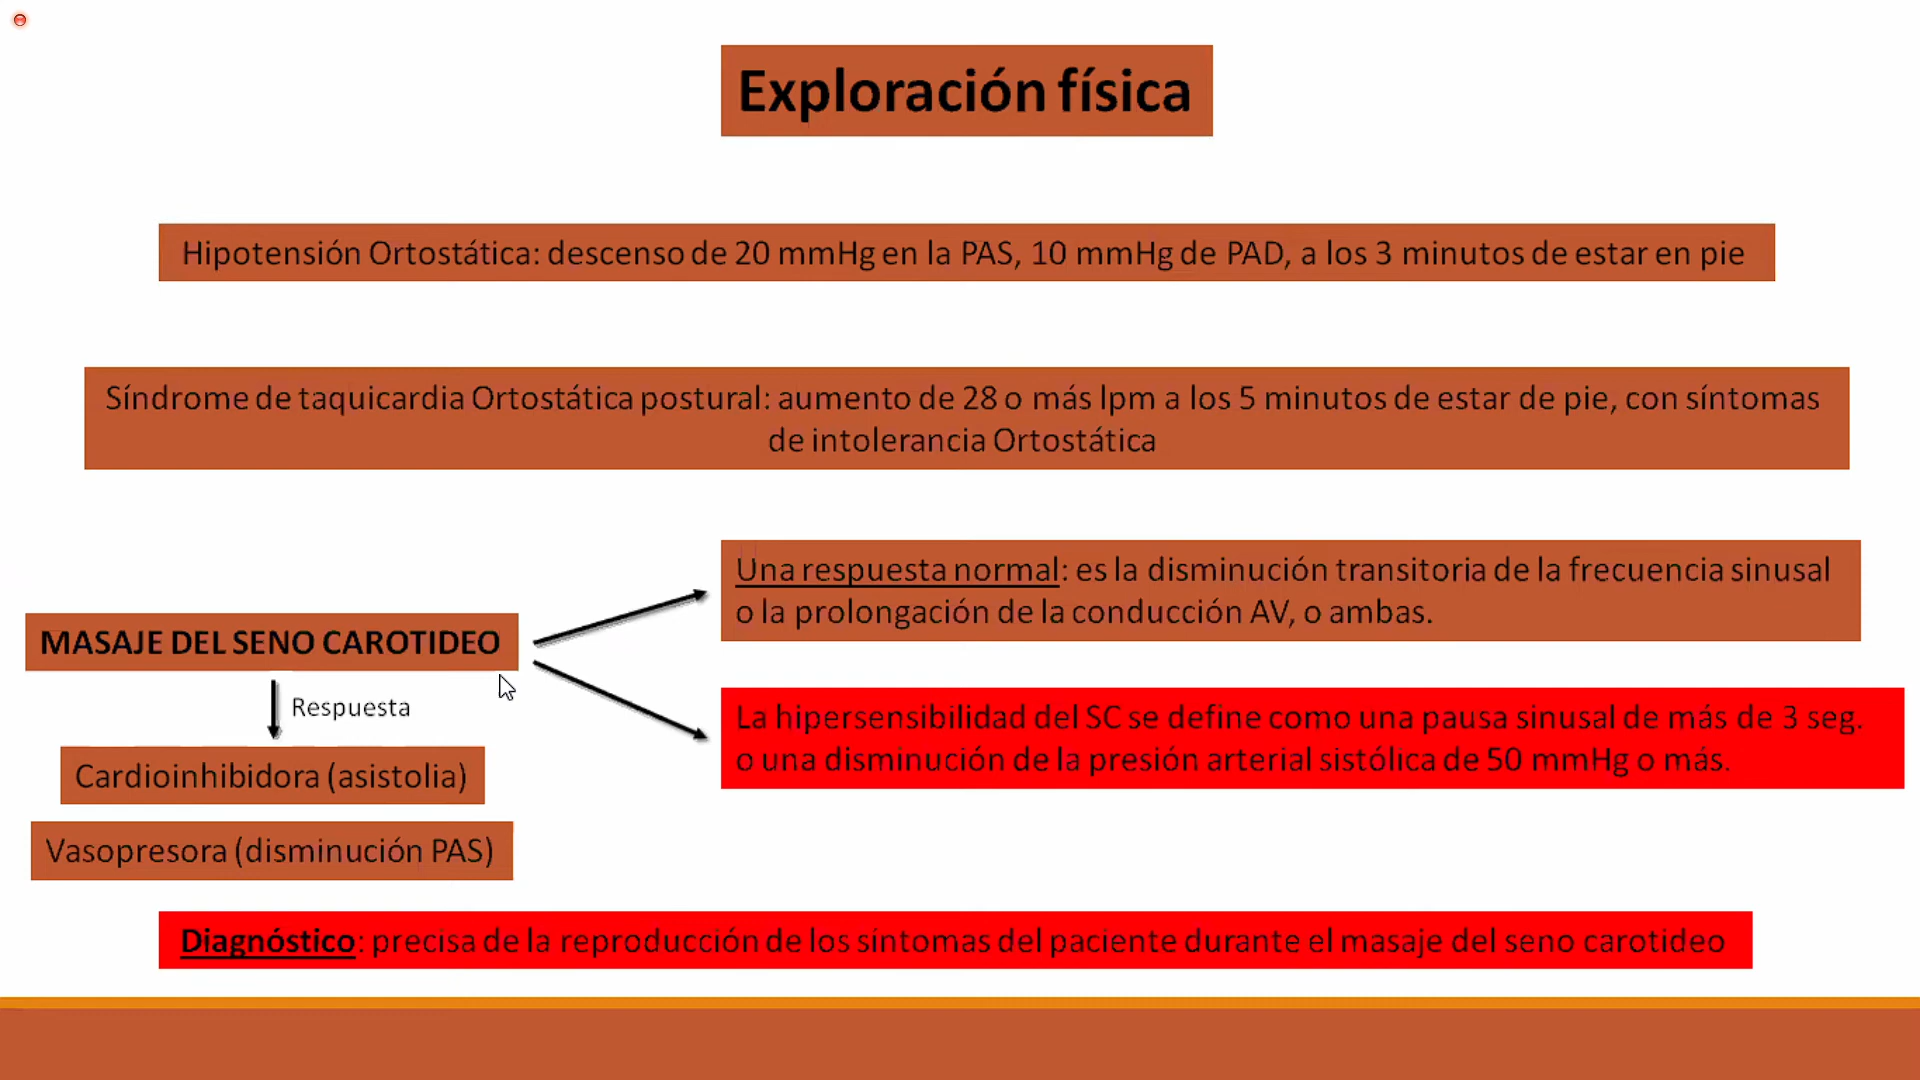 Exploración física
Hipotensión Ortostática: descenso de 20 mmHg en la PAS, 10 mmHg de PAD, a los 3 minutos de estar en pie
Síndrome de taquicardia Ortostática postural: aumento de 28 o más lpm a los 5 minutos de estar de pie, con síntomas
de intolerancia Ortostática
Una respuesta normal: es la disminución transitoria de la frecuencia sinusal
o la prolongación de la conducción AV, o ambas.
MASAJE DEL SENO CAROTIDEO
Respuesta
La hipersensibilidad del SC se define como una pausa sinusal de más de 3 seg.
o una disminución de la presión arterial sistólica de 50 mmHg o más.
Cardioinhibidora (asistolia)
Vasopresora (disminución PAS)
Diagnóstico: precisa de la reproducción de los síntomas del paciente durante el masaje del seno carotideo